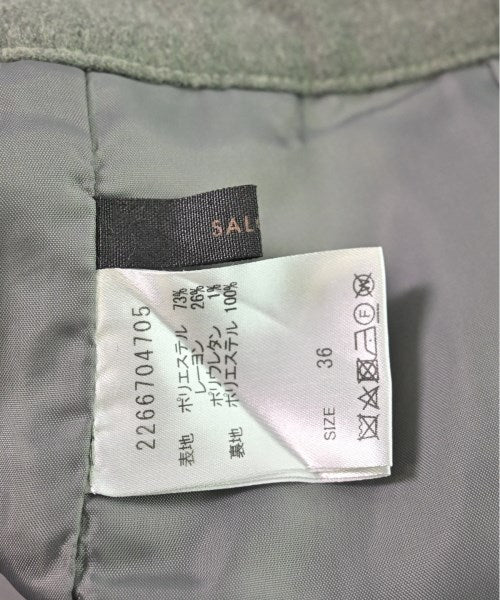 SAL
2266704705
表地 ポリエステル 73%
レーヨン 26%
ポリウレタン 1%
裏地 ポリエステル 100%
SIZE 36